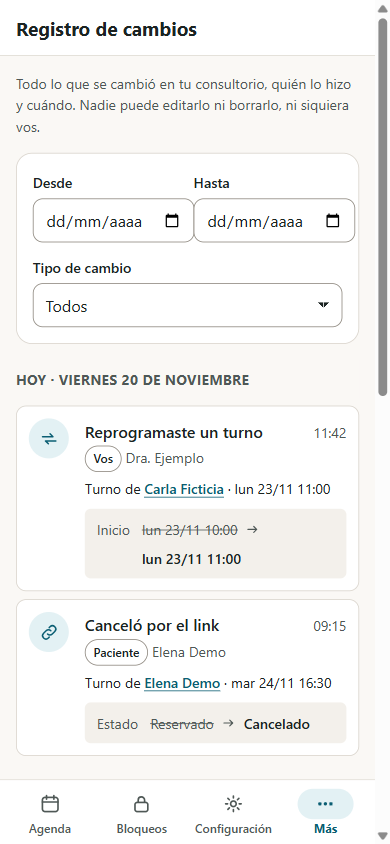 Registro de cambios
Todo lo que se cambió en tu consultorio, quién lo hizo
y cuándo. Nadie puede editarlo ni borrarlo, ni siquiera
vos.
Desde Hasta
dd/mm/aaaa dd/mm/aaaa
Tipo de cambio
Todos
HOY · VIERNES 20 DE NOVIEMBRE
Reprogramaste un turno 11:42
Vos Dra. Ejemplo
Turno de Carla Ficticia · lun 23/11 11:00
Inicio lun 23/11 10:00 →
lun 23/11 11:00
Canceló por el link 09:15
Paciente Elena Demo
Turno de Elena Demo · mar 24/11 16:30
Estado Reservado → Cancelado
Agenda Bloqueos Configuración Más